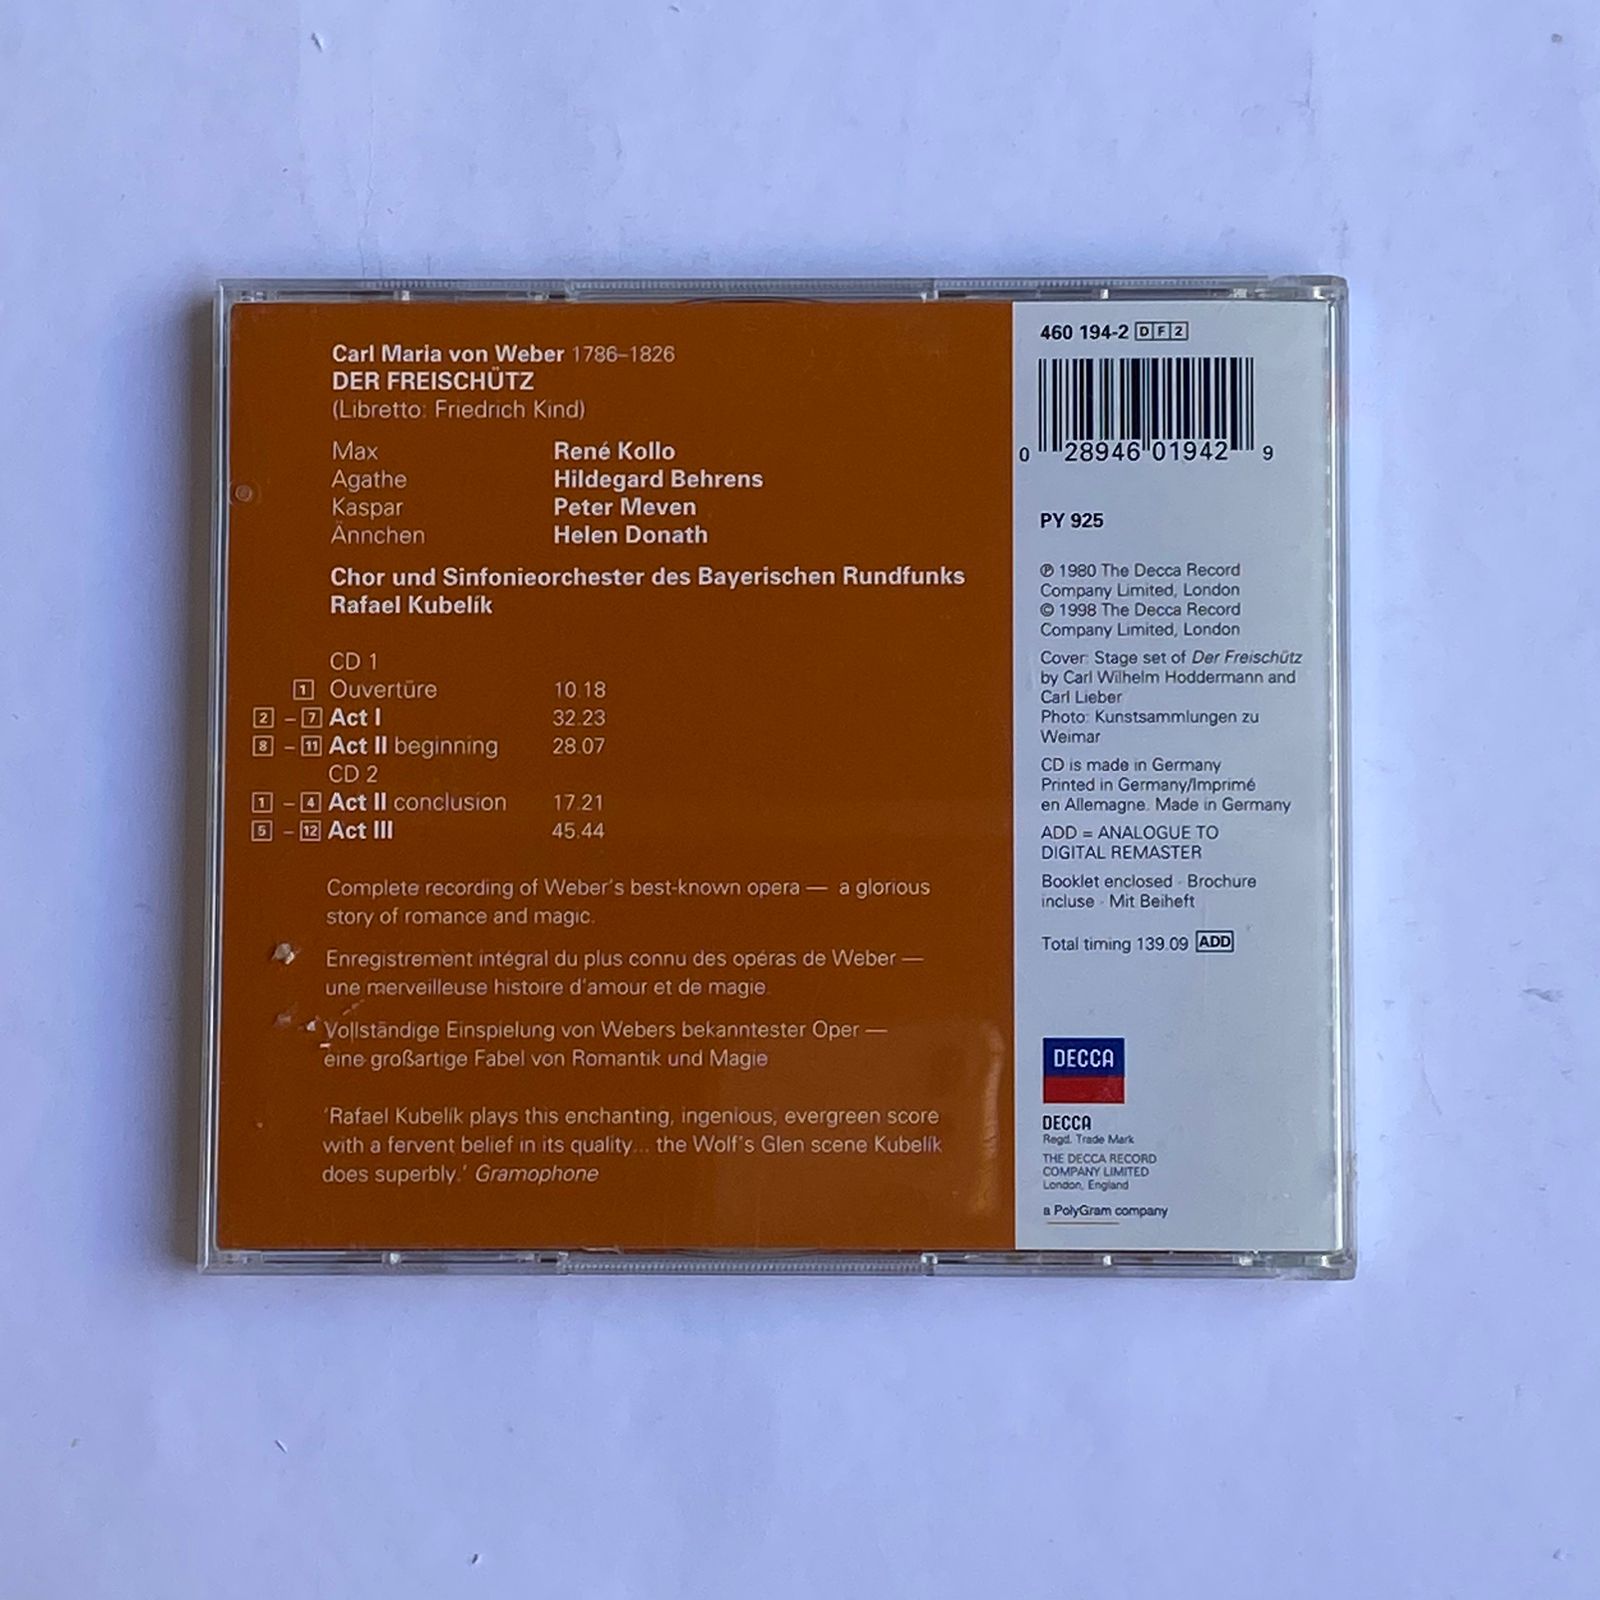 Carl Maria von Weber 1786–1826
DER FREISCHÜTZ
(Libretto: Friedrich Kind)
Max René Kollo
Agathe Hildegard Behrens
Kaspar Peter Meven
Ännchen Helen Donath
Chor und Sinfonieorchester des Bayerischen Rundfunks
Rafael Kubelík
CD 1
1 Ouvertüre 10.18
2 – 7 Act I 32.23
8 – 11 Act II beginning 28.07
CD 2
1 – 4 Act II conclusion 17.21
5 – 12 Act III 45.44
Complete recording of Weber's best-known opera — a glorious
story of romance and magic.
Enregistrement intégral du plus connu des opéras de Weber —
une merveilleuse histoire d'amour et de magie.
Vollständige Einspielung von Webers bekanntester Oper —
eine großartige Fabel von Romantik und Magie
'Rafael Kubelík plays this enchanting, ingenious, evergreen score
with a fervent belief in its quality... the Wolf's Glen scene Kubelík
does superbly.' Gramophone
460 194-2 D F 2
0 28946 01942 9
PY 925
℗ 1980 The Decca Record
Company Limited, London
© 1998 The Decca Record
Company Limited, London
Cover: Stage set of Der Freischütz
by Carl Wilhelm Hoddermann and
Carl Lieber
Photo: Kunstsammlungen zu
Weimar
CD is made in Germany
Printed in Germany/Imprimé
en Allemagne. Made in Germany
ADD = ANALOGUE TO
DIGITAL REMASTER
Booklet enclosed · Brochure
incluse · Mit Beiheft
Total timing 139.09 ADD
DECCA
DECCA
Regd. Trade Mark
THE DECCA RECORD
COMPANY LIMITED
London, England
a PolyGram company